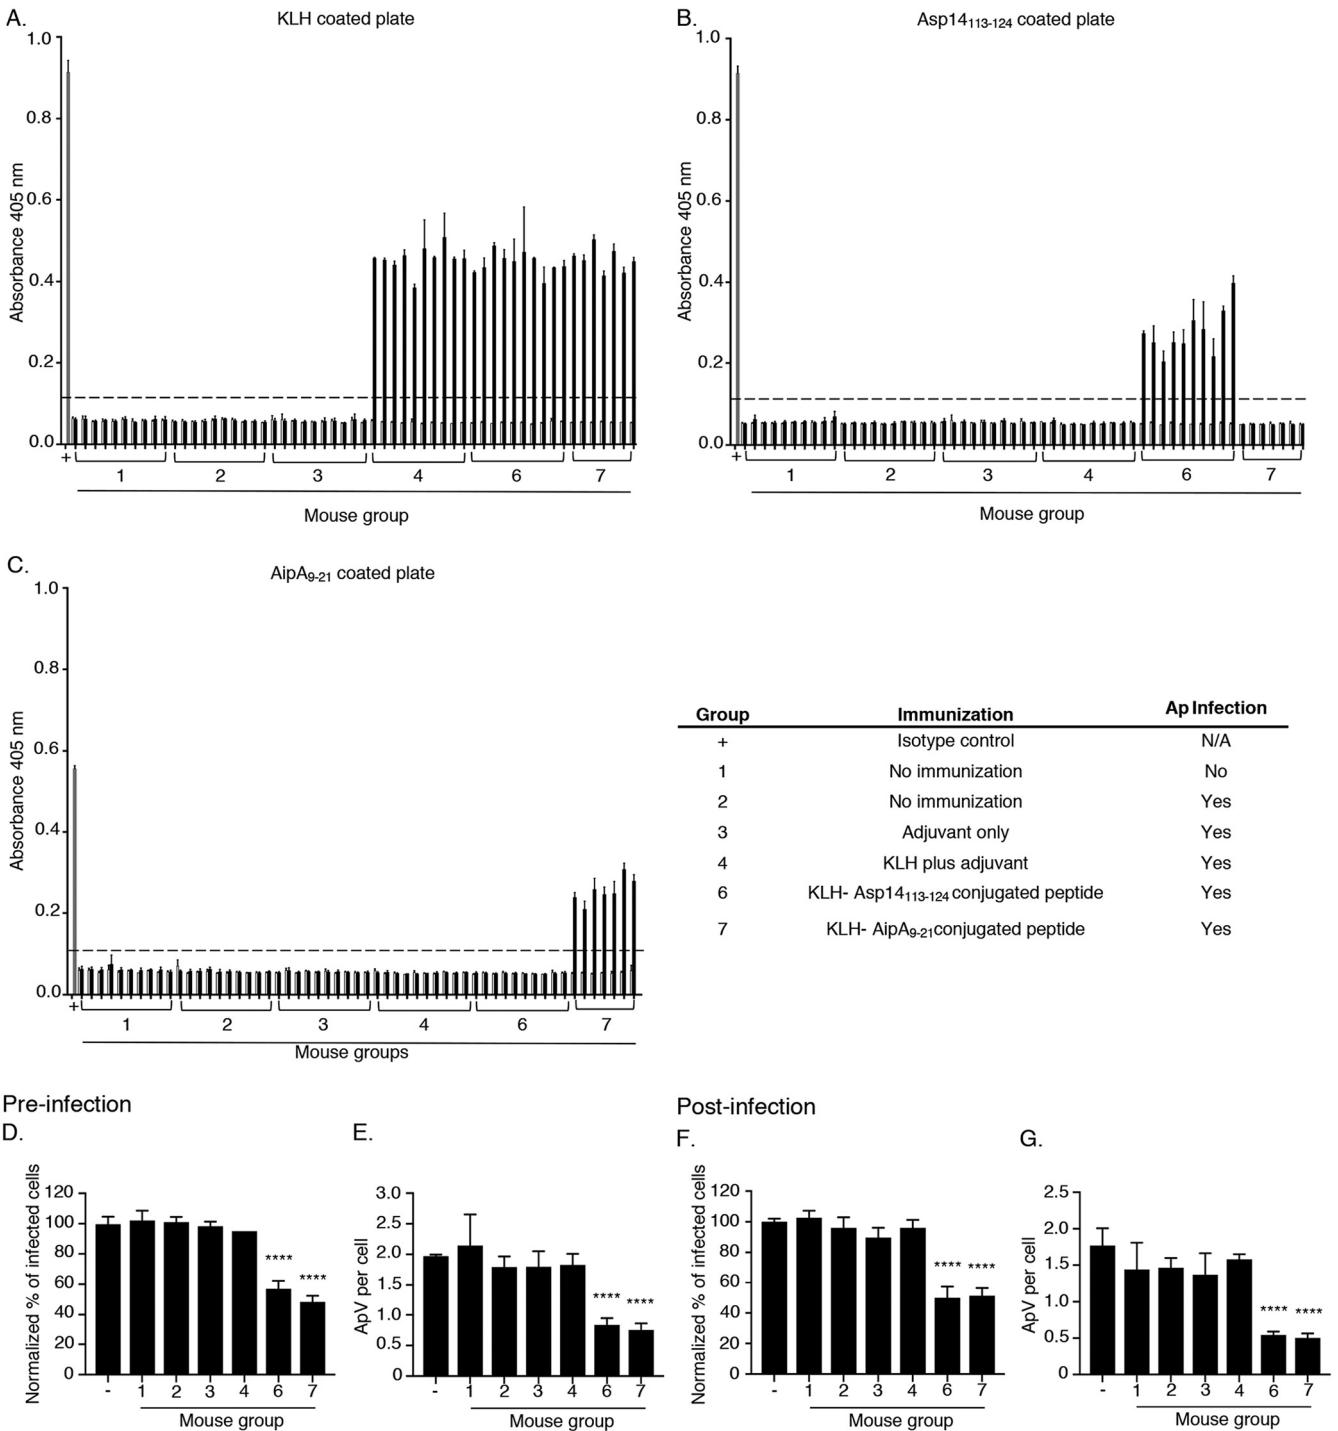 A.
KLH coated plate
Absorbance 405 nm
1.0
0.8
0.6
0.4
0.2
0.0
+ 1 2 3 4 6 7
Mouse group
B.
Asp14113-124 coated plate
Absorbance 405 nm
1.0
0.8
0.6
0.4
0.2
0.0
+ 1 2 3 4 6 7
Mouse group
C.
AipA9-21 coated plate
Absorbance 405 nm
1.0
0.8
0.6
0.4
0.2
0.0
+ 1 2 3 4 6 7
Mouse groups
Group Immunization Ap Infection
+ Isotype control N/A
1 No immunization No
2 No immunization Yes
3 Adjuvant only Yes
4 KLH plus adjuvant Yes
6 KLH- Asp14113-124 conjugated peptide Yes
7 KLH- AipA9-21conjugated peptide Yes
Pre-infection
D.
Normalized % of infected cells
120
100
80
60
40
20
0
**** ****
- 1 2 3 4 6 7
Mouse group
E.
ApV per cell
3.0
2.5
2.0
1.5
1.0
0.5
0
**** ****
- 1 2 3 4 6 7
Mouse group
Post-infection
F.
Normalized % of infected cells
120
100
80
60
40
20
0
**** ****
- 1 2 3 4 6 7
Mouse group
G.
ApV per cell
2.5
2.0
1.5
1.0
0.5
0
**** ****
- 1 2 3 4 6 7
Mouse group